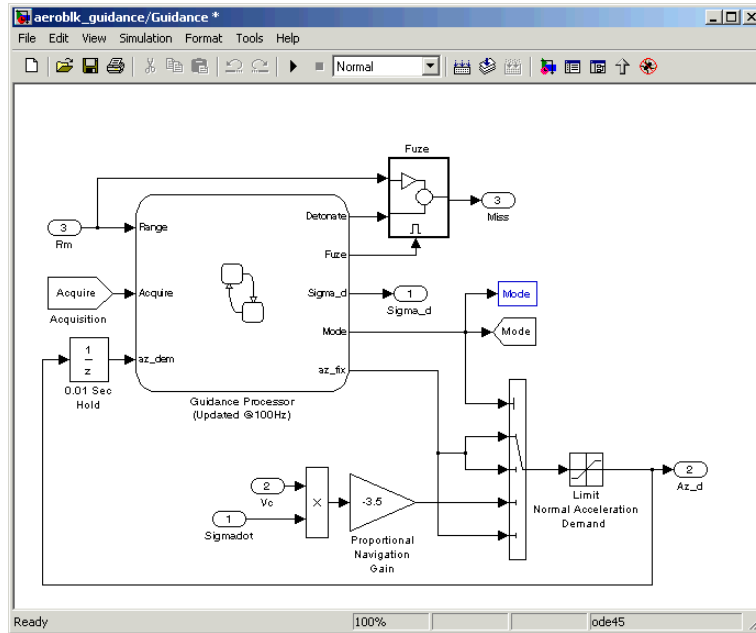 aeroblk_guidance/Guidance *
File Edit View Simulation Format Tools Help
Normal
Fuze
3
Rm
Range
Detonate
3
Miss
Fuze
Acquire
Acquisition
Acquire
Sigma_d
1
Sigma_d
Mode
Mode
Mode
1
z
0.01 Sec
Hold
az_dem
az_fix
Guidance Processor
(Updated @100Hz)
2
Vc
1
Sigmadot
×
-3.5
Proportional
Navigation
Gain
Limit
Normal Acceleration
Demand
2
Az_d
Ready 100% ode45